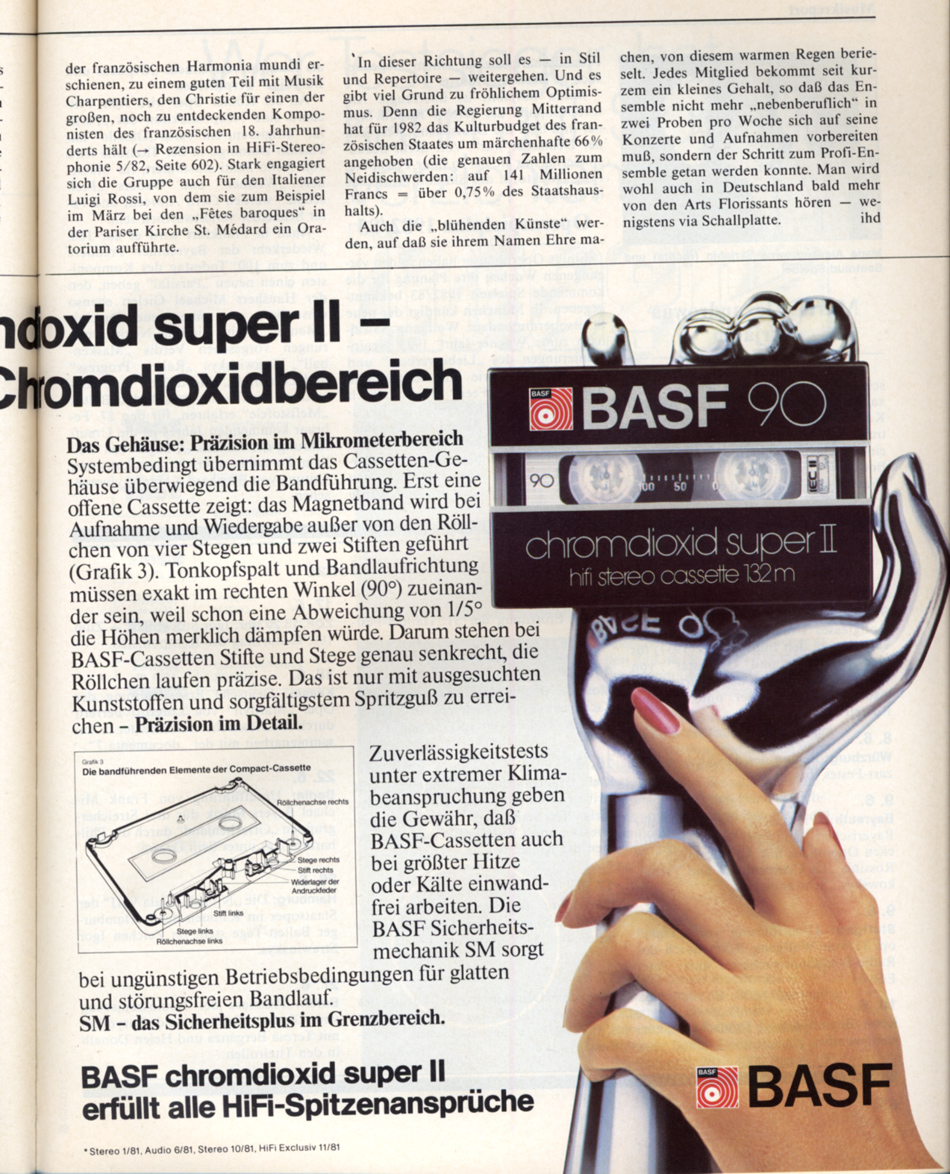 der französischen Harmonia mundi er-
schienen, zu einem guten Teil mit Musik
Charpentiers, den Christie für einen der
großen, noch zu entdeckenden Kompo-
nisten des französischen 18. Jahrhun-
derts hält (→ Rezension in HiFi-Stereo-
phonie 5/82, Seite 602). Stark engagiert
sich die Gruppe auch für den Italiener
Luigi Rossi, von dem sie zum Beispiel
im März bei den „Fêtes baroques" in
der Pariser Kirche St. Médard ein Ora-
torium aufführte.
In dieser Richtung soll es — in Stil
und Repertoire — weitergehen. Und es
gibt viel Grund zu fröhlichem Optimis-
mus. Denn die Regierung Mitterrand
hat für 1982 das Kulturbudget des fran-
zösischen Staates um märchenhafte 66%
angehoben (die genauen Zahlen zum
Neidischwerden: auf 141 Millionen
Francs = über 0,75% des Staatshaus-
halts).
Auch die „blühenden Künste" wer-
den, auf daß sie ihrem Namen Ehre ma-
chen, von diesem warmen Regen berie-
selt. Jedes Mitglied bekommt seit kur-
zem ein kleines Gehalt, so daß das En-
semble nicht mehr „nebenberuflich" in
zwei Proben pro Woche sich auf seine
Konzerte und Aufnahmen vorbereiten
muß, sondern der Schritt zum Profi-En-
semble getan werden konnte. Man wird
wohl auch in Deutschland bald mehr
von den Arts Florissants hören — we-
nigstens via Schallplatte. ihd
ndoxid super II –
Chromdioxidbereich
Das Gehäuse: Präzision im Mikrometerbereich
Systembedingt übernimmt das Cassetten-Ge-
häuse überwiegend die Bandführung. Erst eine
offene Cassette zeigt: das Magnetband wird bei
Aufnahme und Wiedergabe außer von den Röll-
chen von vier Stegen und zwei Stiften geführt
(Grafik 3). Tonkopfspalt und Bandlaufrichtung
müssen exakt im rechten Winkel (90°) zueinan-
der sein, weil schon eine Abweichung von 1/5°
die Höhen merklich dämpfen würde. Darum stehen bei
BASF-Cassetten Stifte und Stege genau senkrecht, die
Röllchen laufen präzise. Das ist nur mit ausgesuchten
Kunststoffen und sorgfältigstem Spritzguß zu errei-
chen – Präzision im Detail.
BASF
BASF 90
90
100 50 0
chromdioxid super II
hifi stereo cassette 132 m
Grafik 3
Die bandführenden Elemente der Compact-Cassette
Röllchenachse rechts
Stege rechts
Stift rechts
Widerlager der
Andruckfeder
Stift links
Stege links
Röllchenachse links
Zuverlässigkeitstests
unter extremer Klima-
beanspruchung geben
die Gewähr, daß
BASF-Cassetten auch
bei größter Hitze
oder Kälte einwand-
frei arbeiten. Die
BASF Sicherheits-
mechanik SM sorgt
bei ungünstigen Betriebsbedingungen für glatten
und störungsfreien Bandlauf.
SM – das Sicherheitsplus im Grenzbereich.
BASF chromdioxid super II
erfüllt alle HiFi-Spitzenansprüche
BASF
BASF
* Stereo 1/81, Audio 6/81, Stereo 10/81, HiFi Exclusiv 11/81